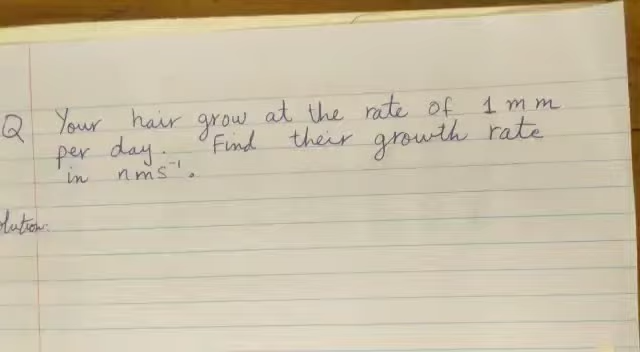 Q Your hair grow at the rate of 1 mm
per day. Find their growth rate
in nms⁻¹.
lution: